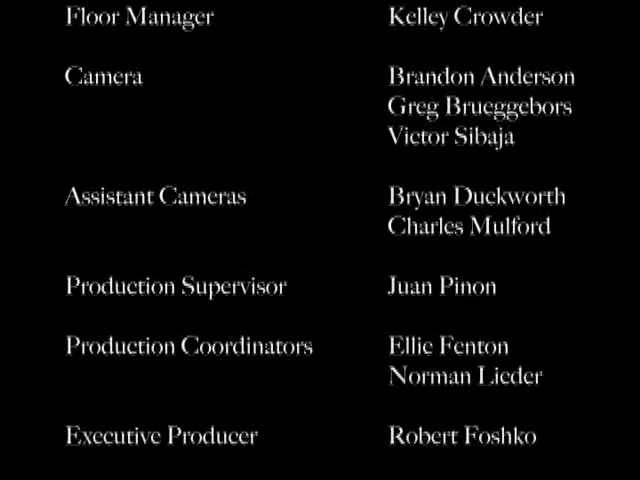 Floor Manager Kelley Crowder
Camera Brandon Anderson
Greg Brueggebors
Victor Sibaja
Assistant Cameras Bryan Duckworth
Charles Mulford
Production Supervisor Juan Pinon
Production Coordinators Ellie Fenton
Norman Lieder
Executive Producer Robert Foshko